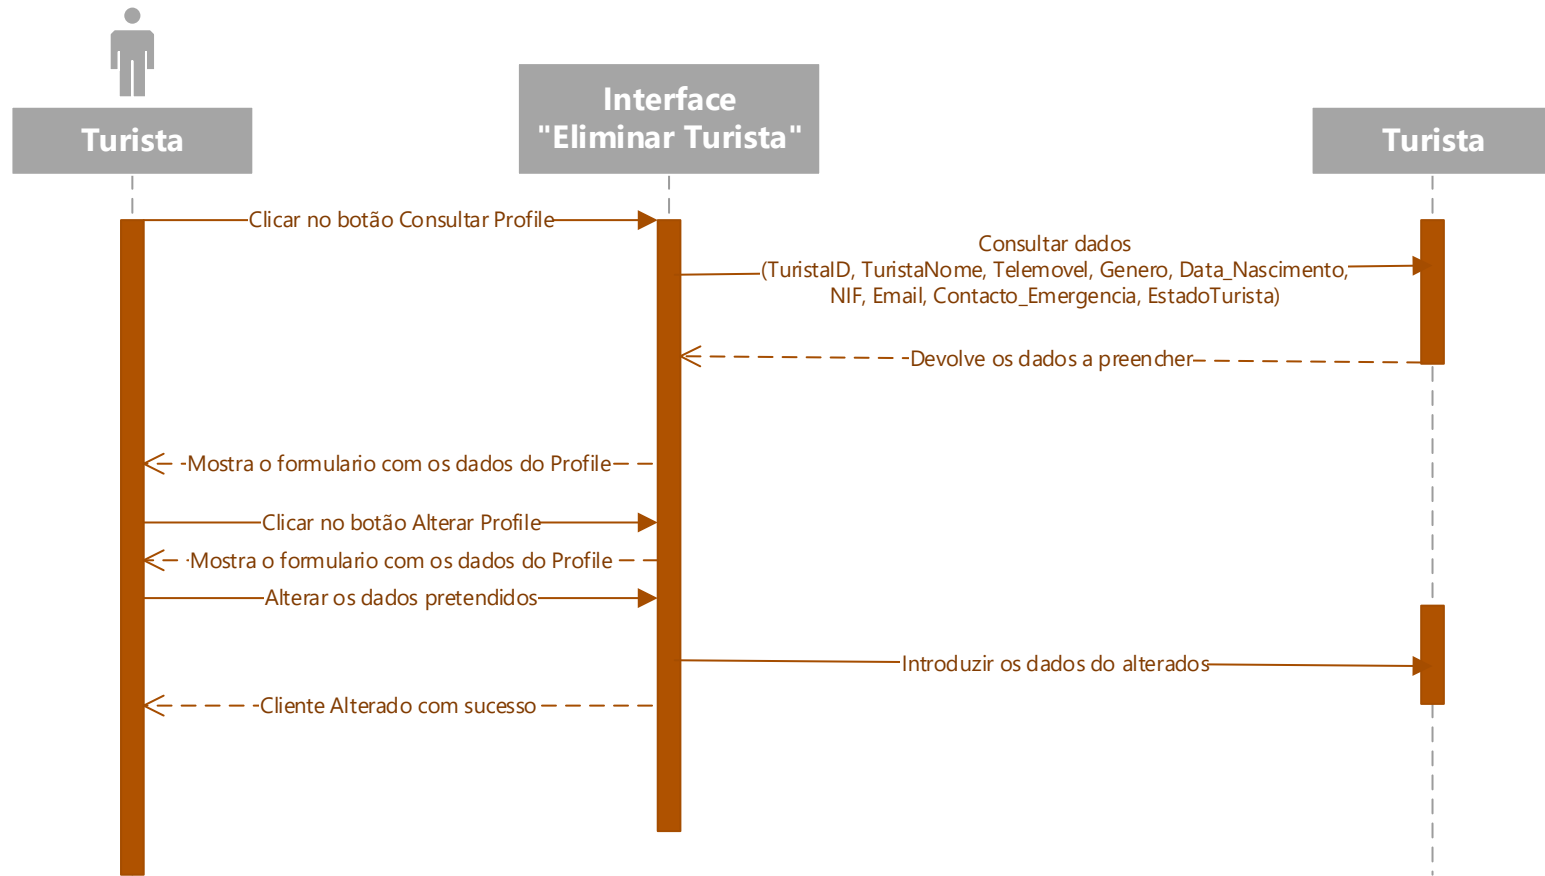 Turista
Interface
"Eliminar Turista"
Turista
Clicar no botão Consultar Profile
Consultar dados
(TuristaID, TuristaNome, Telemovel, Genero, Data_Nascimento,
NIF, Email, Contacto_Emergencia, EstadoTurista)
Devolve os dados a preencher
Mostra o formulario com os dados do Profile
Clicar no botão Alterar Profile
Mostra o formulario com os dados do Profile
Alterar os dados pretendidos
Introduzir os dados do alterados
Cliente Alterado com sucesso